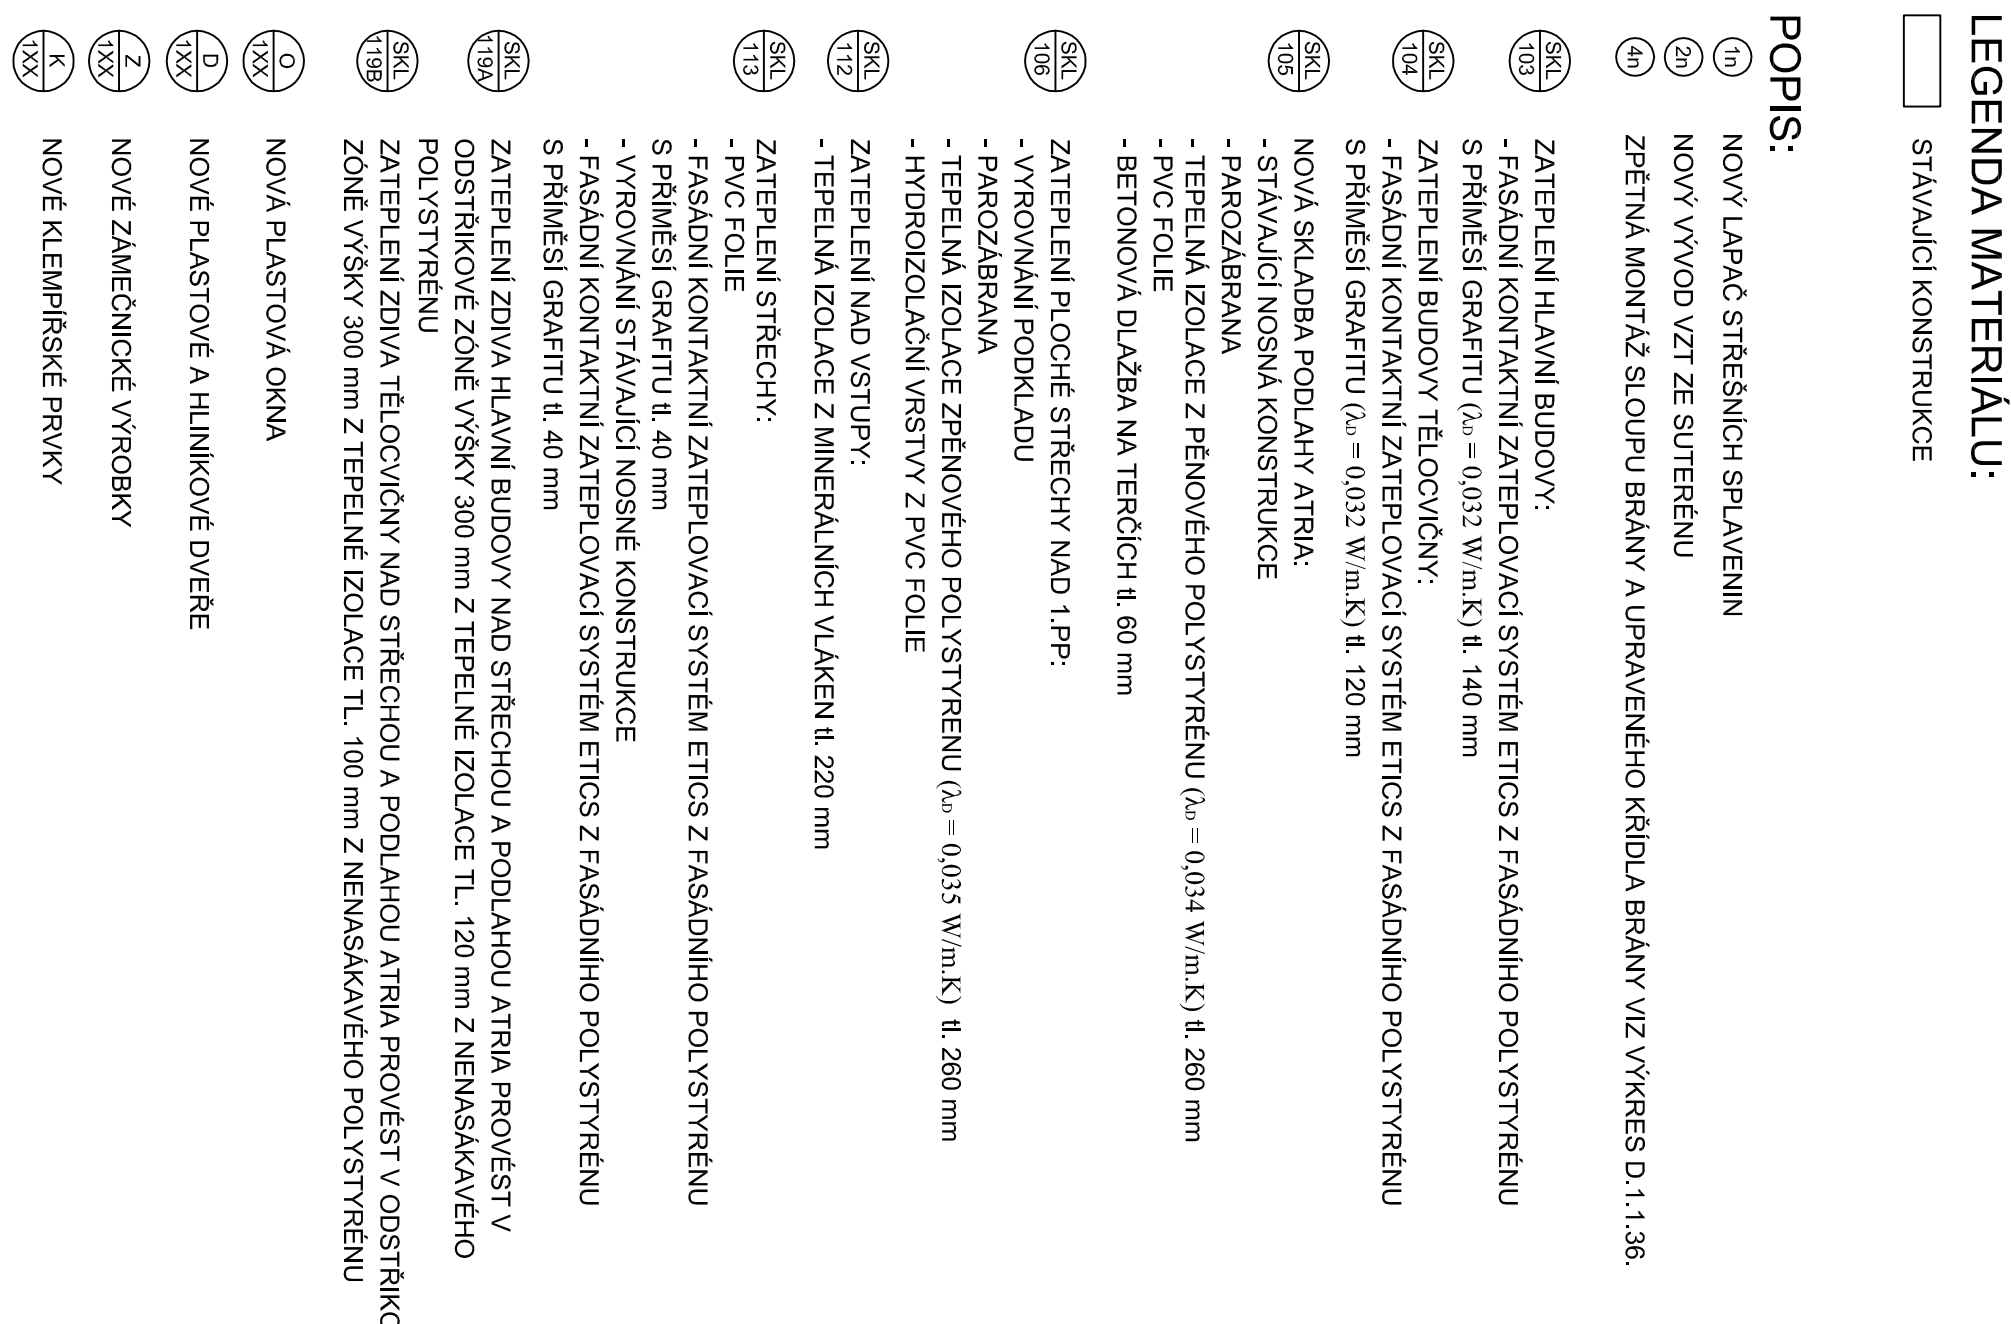 LEGENDA MATERIÁLU:
STÁVAJÍCÍ KONSTRUKCE
POPIS:
1n NOVÝ LAPAČ STŘEŠNÍCH SPLAVENIN
2n NOVÝ VÝVOD VZT ZE SUTERÉNU
4n ZPĚTNÁ MONTÁŽ SLOUPU BRÁNY A UPRAVENÉHO KŘÍDLA BRÁNY VIZ VÝKRES D.1.1.36.
SKL
103
ZATEPLENÍ HLAVNÍ BUDOVY:
- FASÁDNÍ KONTAKTNÍ ZATEPLOVACÍ SYSTÉM ETICS Z FASÁDNÍHO POLYSTYRÉNU
S PŘÍMĚSÍ GRAFITU (λD = 0,032 W/m.K) tl. 140 mm
SKL
104
ZATEPLENÍ BUDOVY TĚLOCVIČNY:
- FASÁDNÍ KONTAKTNÍ ZATEPLOVACÍ SYSTÉM ETICS Z FASÁDNÍHO POLYSTYRÉNU
S PŘÍMĚSÍ GRAFITU (λD = 0,032 W/m.K) tl. 120 mm
SKL
105
NOVÁ SKLADBA PODLAHY ATRIA:
- STÁVAJÍCÍ NOSNÁ KONSTRUKCE
- PAROZÁBRANA
- TEPELNÁ IZOLACE Z PĚNOVÉHO POLYSTYRÉNU (λD = 0,034 W/m.K) tl. 260 mm
- PVC FOLIE
- BETONOVÁ DLAŽBA NA TERČÍCH tl. 60 mm
SKL
106
ZATEPLENÍ PLOCHÉ STŘECHY NAD 1.PP:
- VYROVNÁNÍ PODKLADU
- PAROZÁBRANA
- TEPELNÁ IZOLACE ZPĚNOVÉHO POLYSTYRENU (λD = 0,035 W/m.K) tl. 260 mm
- HYDROIZOLAČNÍ VRSTVY Z PVC FOLIE
SKL
112
ZATEPLENÍ NAD VSTUPY:
- TEPELNÁ IZOLACE Z MINERÁLNÍCH VLÁKEN tl. 220 mm
SKL
113
ZATEPLENÍ STŘECHY:
- PVC FOLIE
- FASÁDNÍ KONTAKTNÍ ZATEPLOVACÍ SYSTÉM ETICS Z FASÁDNÍHO POLYSTYRÉNU
S PŘÍMĚSÍ GRAFITU tl. 40 mm
- VYROVNÁNÍ STÁVAJÍCÍ NOSNÉ KONSTRUKCE
- FASÁDNÍ KONTAKTNÍ ZATEPLOVACÍ SYSTÉM ETICS Z FASÁDNÍHO POLYSTYRÉNU
S PŘÍMĚSÍ GRAFITU tl. 40 mm
SKL
119A
ZATEPLENÍ ZDIVA HLAVNÍ BUDOVY NAD STŘECHOU A PODLAHOU ATRIA PROVÉST V
ODSTŘIKOVÉ ZÓNĚ VÝŠKY 300 mm Z TEPELNÉ IZOLACE TL. 120 mm Z NENASÁKAVÉHO
POLYSTYRÉNU
SKL
119B
ZATEPLENÍ ZDIVA TĚLOCVIČNY NAD STŘECHOU A PODLAHOU ATRIA PROVÉST V ODSTŘIKO
ZÓNĚ VÝŠKY 300 mm Z TEPELNÉ IZOLACE TL. 100 mm Z NENASÁKAVÉHO POLYSTYRÉNU
O
1XX
NOVÁ PLASTOVÁ OKNA
D
1XX
NOVÉ PLASTOVÉ A HLINÍKOVÉ DVEŘE
Z
1XX
NOVÉ ZÁMEČNICKÉ VÝROBKY
K
1XX
NOVÉ KLEMPÍŘSKÉ PRVKY